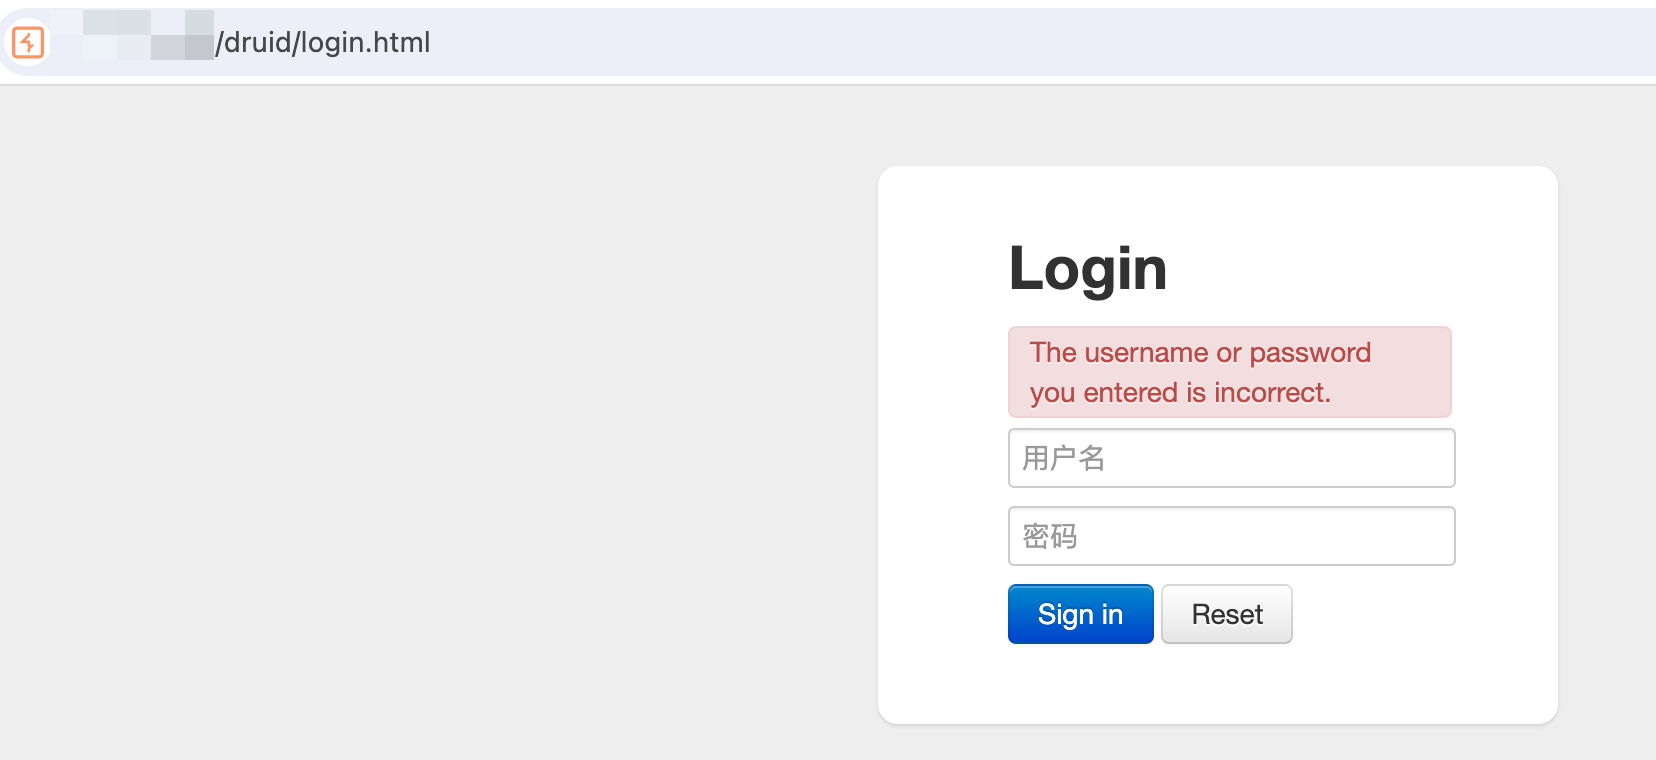 /druid/login.html
Login
The username or password
you entered is incorrect.
用户名
密码
Sign in Reset